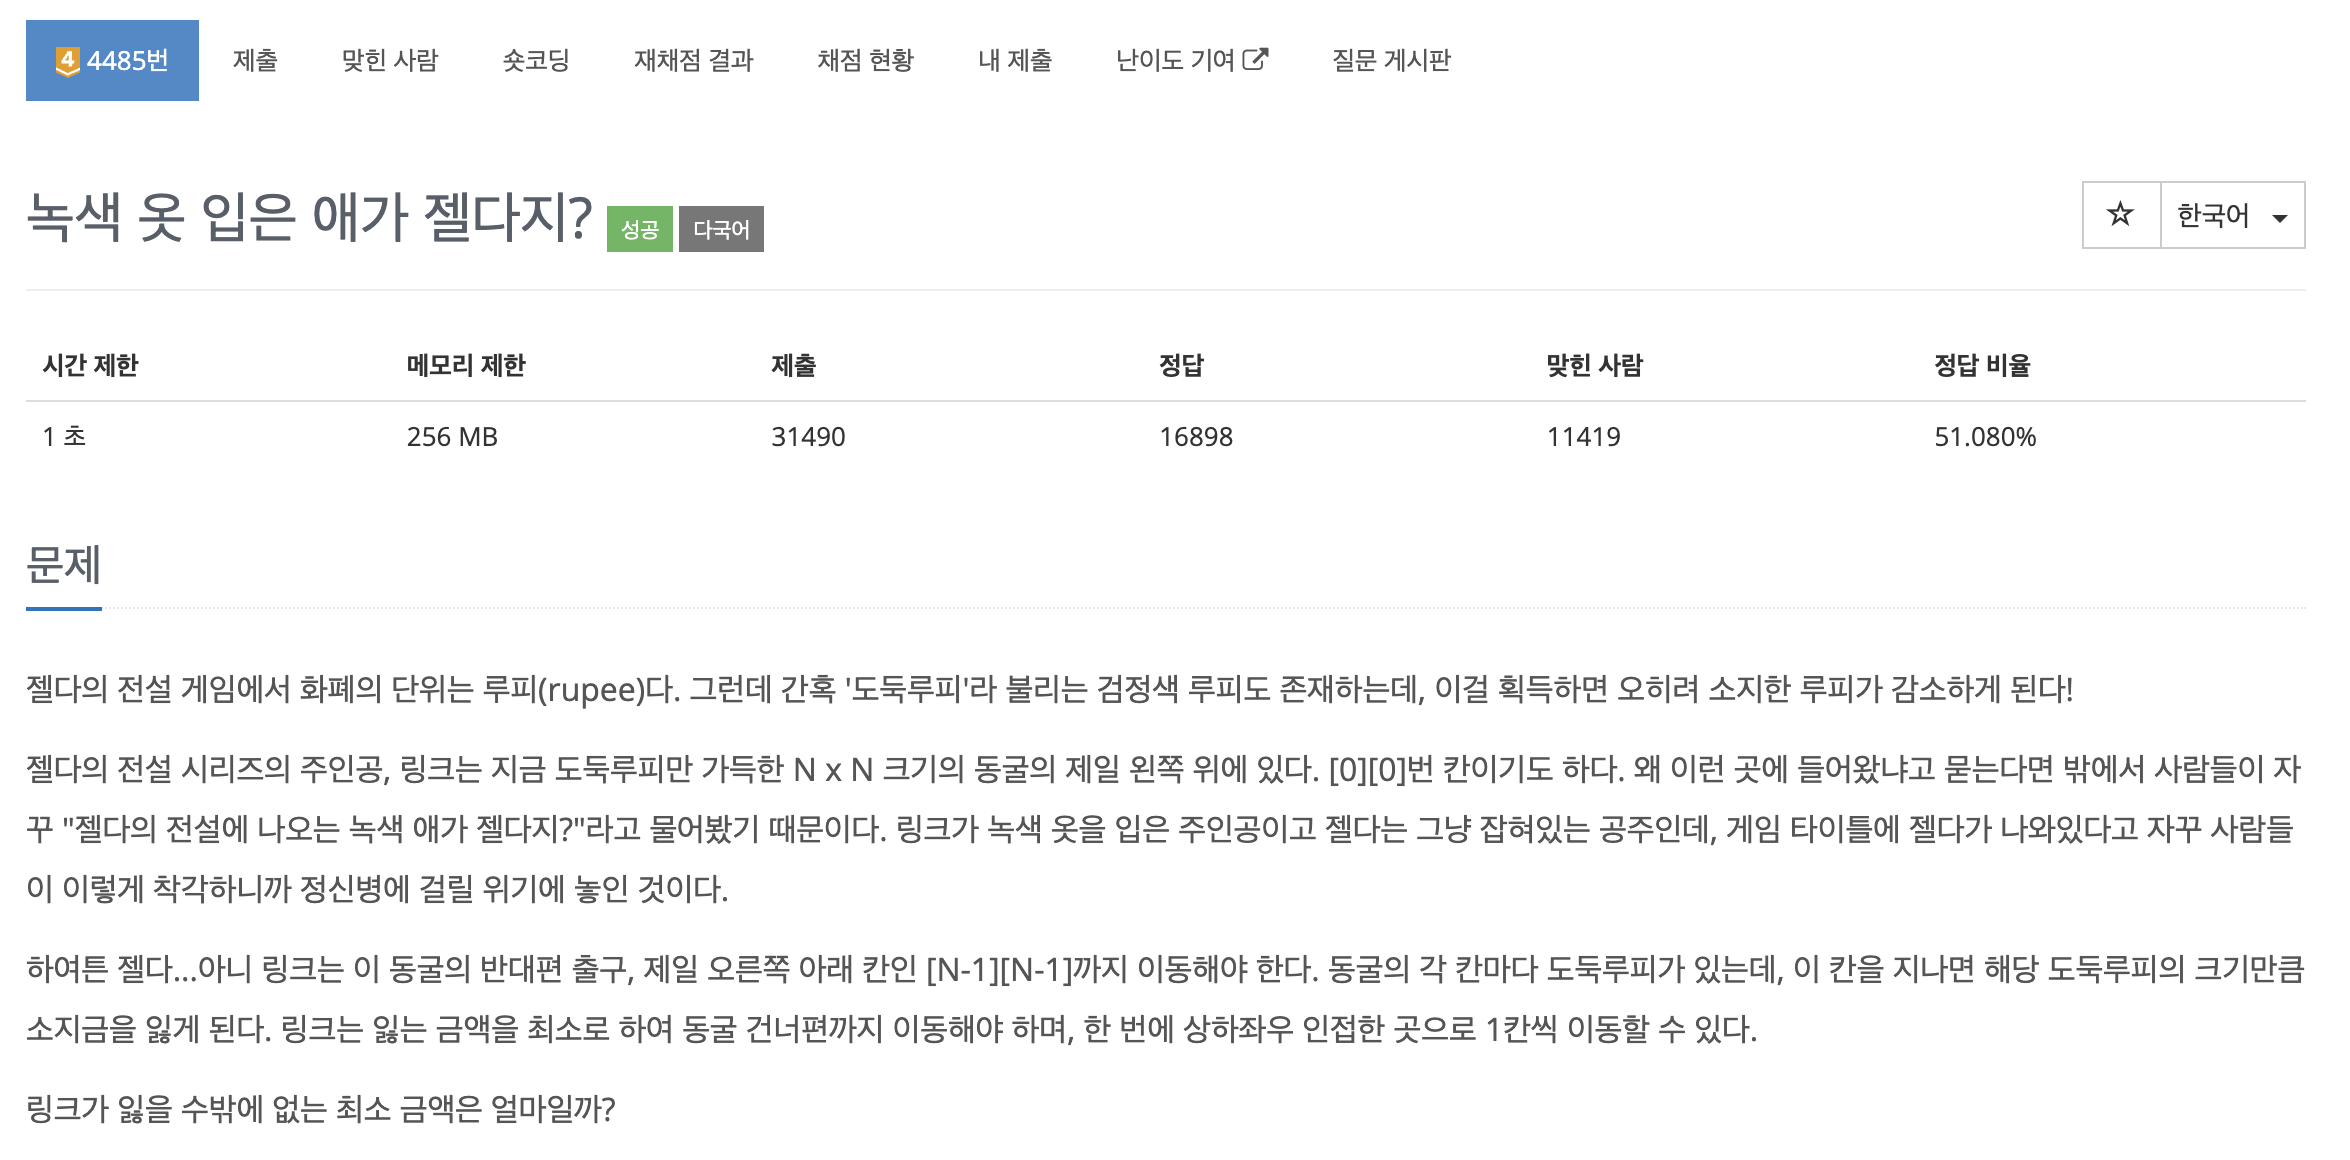 4 4485번 제출 맞힌 사람 숏코딩 재채점 결과 채점 현황 내 제출 난이도 기여 질문 게시판
녹색 옷 입은 애가 젤다지? 성공 다국어 ☆ 한국어
시간 제한 메모리 제한 제출 정답 맞힌 사람 정답 비율
1 초 256 MB 31490 16898 11419 51.080%
문제
젤다의 전설 게임에서 화폐의 단위는 루피(rupee)다. 그런데 간혹 '도둑루피'라 불리는 검정색 루피도 존재하는데, 이걸 획득하면 오히려 소지한 루피가 감소하게 된다!
젤다의 전설 시리즈의 주인공, 링크는 지금 도둑루피만 가득한 N x N 크기의 동굴의 제일 왼쪽 위에 있다. [0][0]번 칸이기도 하다. 왜 이런 곳에 들어왔냐고 묻는다면 밖에서 사람들이 자
꾸 "젤다의 전설에 나오는 녹색 애가 젤다지?"라고 물어봤기 때문이다. 링크가 녹색 옷을 입은 주인공이고 젤다는 그냥 잡혀있는 공주인데, 게임 타이틀에 젤다가 나와있다고 자꾸 사람들
이 이렇게 착각하니까 정신병에 걸릴 위기에 놓인 것이다.
하여튼 젤다...아니 링크는 이 동굴의 반대편 출구, 제일 오른쪽 아래 칸인 [N-1][N-1]까지 이동해야 한다. 동굴의 각 칸마다 도둑루피가 있는데, 이 칸을 지나면 해당 도둑루피의 크기만큼
소지금을 잃게 된다. 링크는 잃는 금액을 최소로 하여 동굴 건너편까지 이동해야 하며, 한 번에 상하좌우 인접한 곳으로 1칸씩 이동할 수 있다.
링크가 잃을 수밖에 없는 최소 금액은 얼마일까?